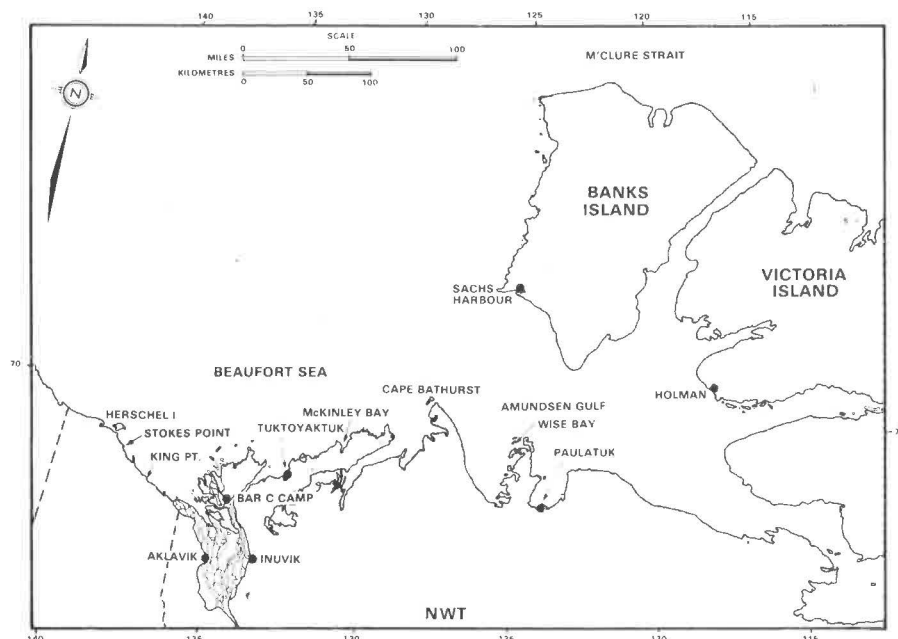 140
135
134
130
125
120
115
SCALE
0 50 100
MILES
KILOMETRES
0 50 100
M'CLURE STRAIT
N
BANKS
ISLAND
VICTORIA
ISLAND
SACHS
HARBOUR
70
BEAUFORT SEA
CAPE BATHURST
HOLMAN
HERSCHEL I
McKINLEY BAY
AMUNDSEN GULF
STOKES POINT
TUKTOYAKTUK
WISE BAY
KING PT.
PAULATUK
BAR C CAMP
AKLAVIK
INUVIK
NWT
140
135
130
125
120